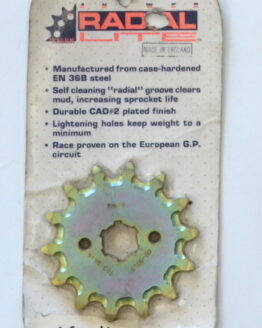 RADIAL
LITE
MADE IN ENGLAND
• Manufactured from case-hardened
EN 36B steel
• Self cleaning "radial" groove clears
mud, increasing sprocket life
• Durable CAD#2 plated finish
• Lightening holes keep weight to a
minimum
• Race proven on the European G.P.
circuit